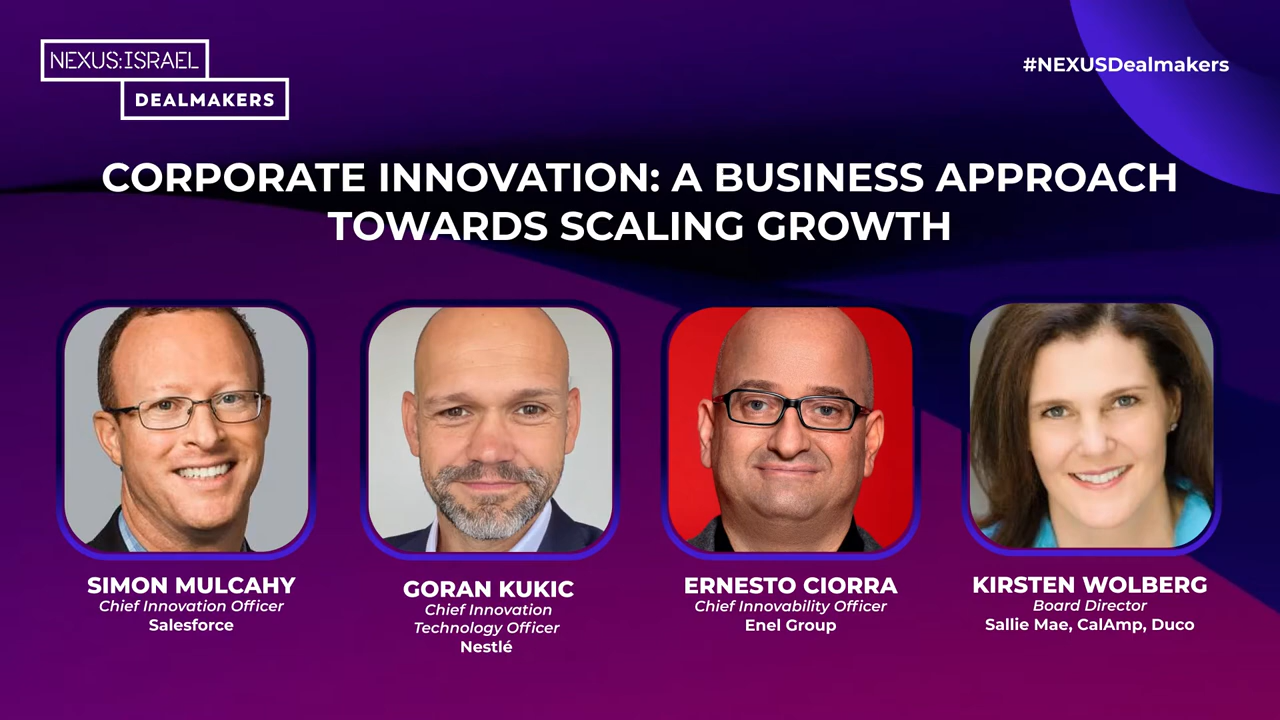 NEXUS:ISRAEL
DEALMAKERS
#NEXUSDealmakers
CORPORATE INNOVATION: A BUSINESS APPROACH
TOWARDS SCALING GROWTH
SIMON MULCAHY
Chief Innovation Officer
Salesforce
GORAN KUKIC
Chief Innovation
Technology Officer
Nestlé
ERNESTO CIORRA
Chief Innovability Officer
Enel Group
KIRSTEN WOLBERG
Board Director
Sallie Mae, CalAmp, Duco